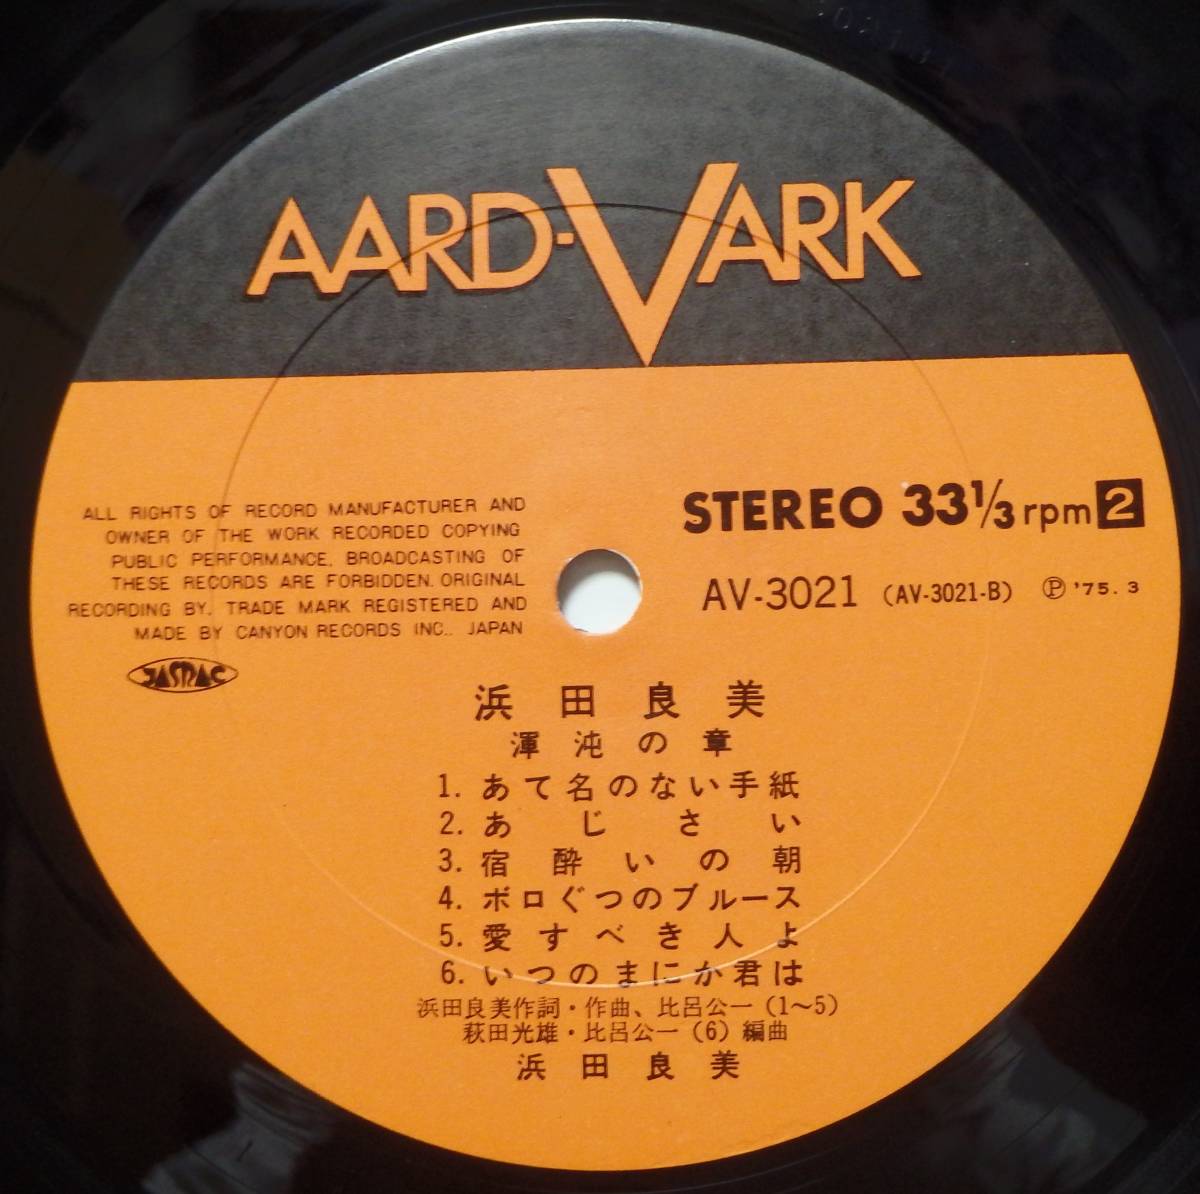 AARD-VARK
ALL RIGHTS OF RECORD MANUFACTURER AND
OWNER OF THE WORK RECORDED COPYING
PUBLIC PERFORMANCE, BROADCASTING OF
THESE RECORDS ARE FORBIDDEN. ORIGINAL
RECORDING BY, TRADE MARK REGISTERED AND
MADE BY CANYON RECORDS INC., JAPAN
JASRAC
STEREO 33⅓ rpm 2
AV-3021 (AV-3021-B) Ⓟ '75. 3
浜田良美
渾沌の章
1. あて名のない手紙
2. あじさい
3. 宿酔いの朝
4. ボロぐつのブルース
5. 愛すべき人よ
6. いつのまにか君は
浜田良美作詞・作曲、比呂公一(1〜5)
萩田光雄・比呂公一(6)編曲
浜田良美